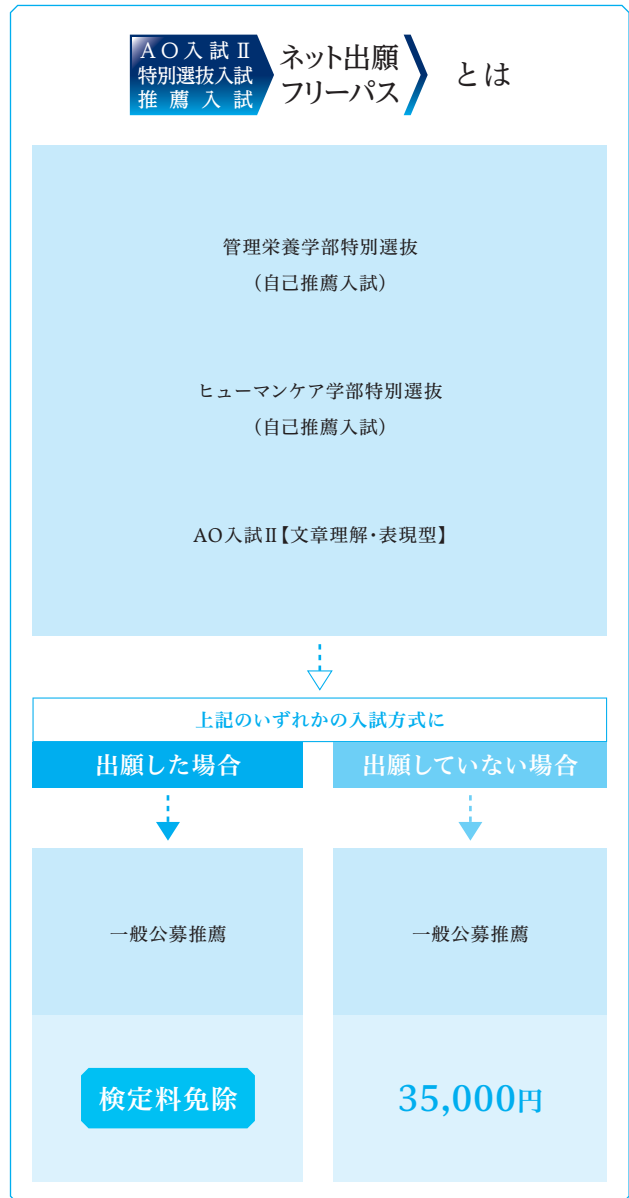 AO入試Ⅱ
特別選抜入試
推薦入試
ネット出願
フリーパス
とは
管理栄養学部特別選抜
（自己推薦入試）
ヒューマンケア学部特別選抜
（自己推薦入試）
AO入試Ⅱ【文章理解・表現型】
上記のいずれかの入試方式に
出願した場合
出願していない場合
一般公募推薦
一般公募推薦
検定料免除
35,000円